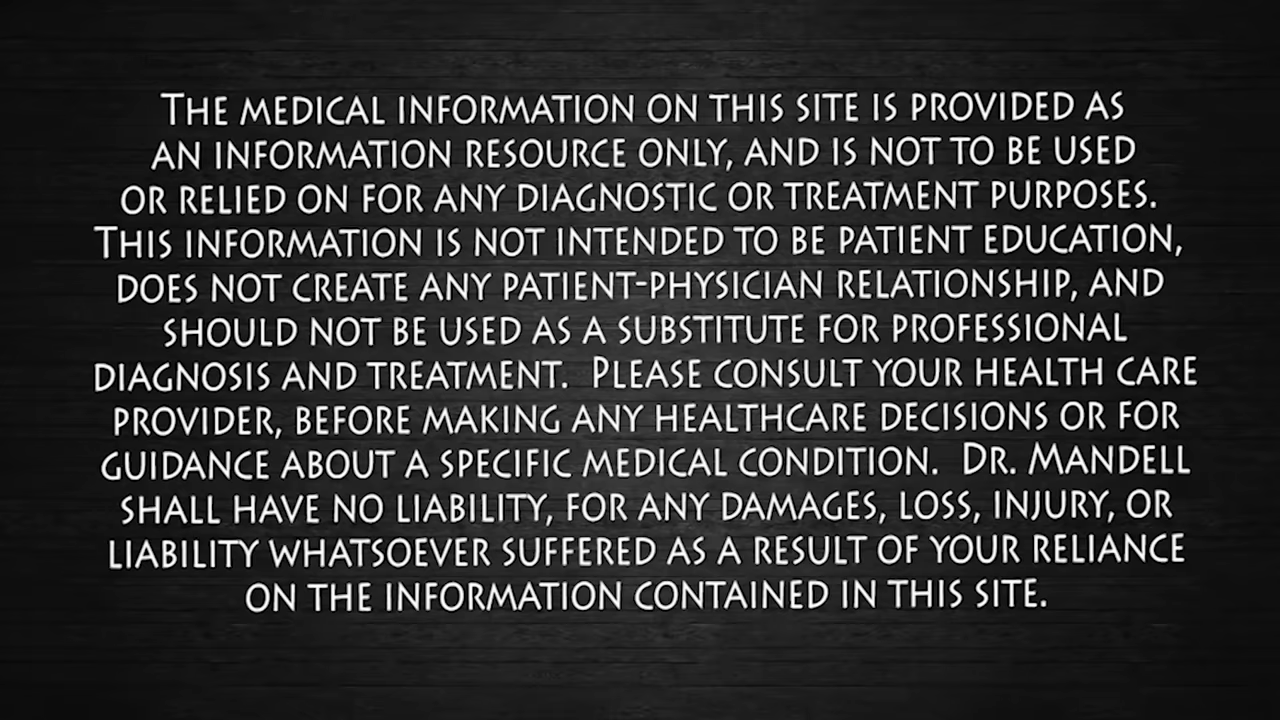 The medical information on this site is provided as
an information resource only, and is not to be used
or relied on for any diagnostic or treatment purposes.
This information is not intended to be patient education,
does not create any patient-physician relationship, and
should not be used as a substitute for professional
diagnosis and treatment.  Please consult your health care
provider, before making any healthcare decisions or for
guidance about a specific medical condition.  Dr. Mandell
shall have no liability, for any damages, loss, injury, or
liability whatsoever suffered as a result of your reliance
on the information contained in this site.